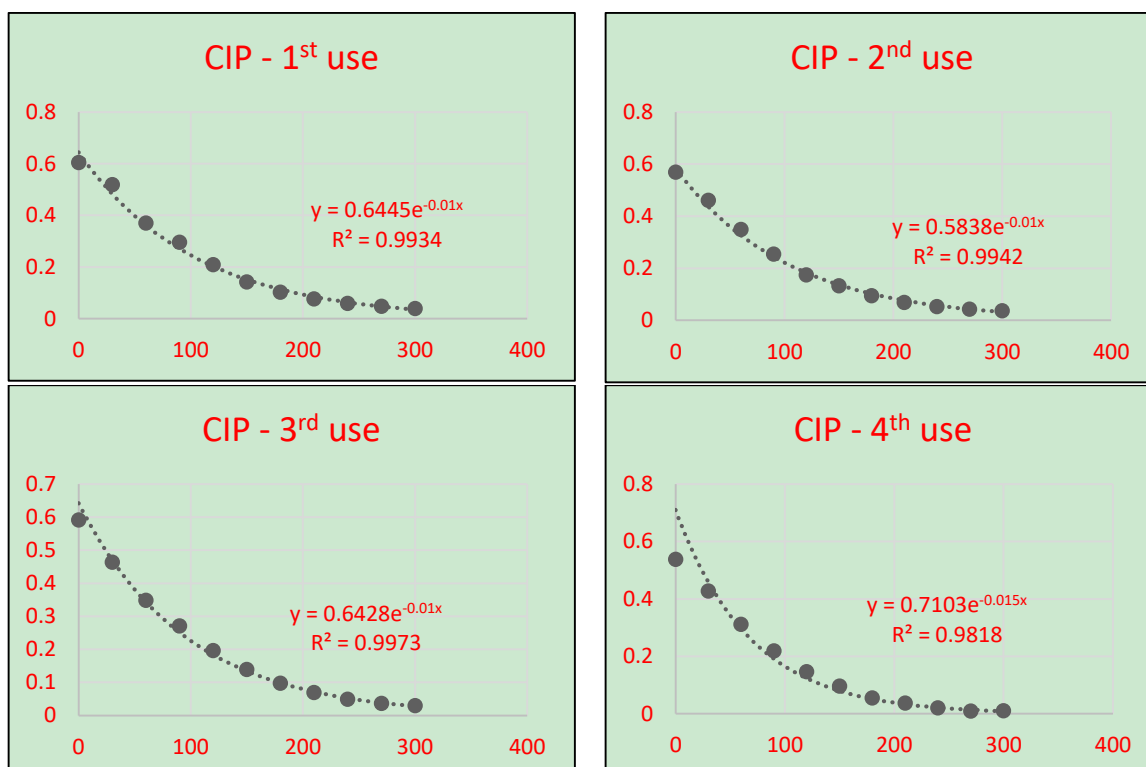 CIP - 1st use
0.8
0.6
0.4
0.2
0
0 100 200 300 400
y = 0.6445e-0.01x
R² = 0.9934
CIP - 2nd use
0.8
0.6
0.4
0.2
0
0 100 200 300 400
y = 0.5838e-0.01x
R² = 0.9942
CIP - 3rd use
0.7
0.6
0.5
0.4
0.3
0.2
0.1
0
0 100 200 300 400
y = 0.6428e-0.01x
R² = 0.9973
CIP - 4th use
0.8
0.6
0.4
0.2
0
0 100 200 300 400
y = 0.7103e-0.015x
R² = 0.9818